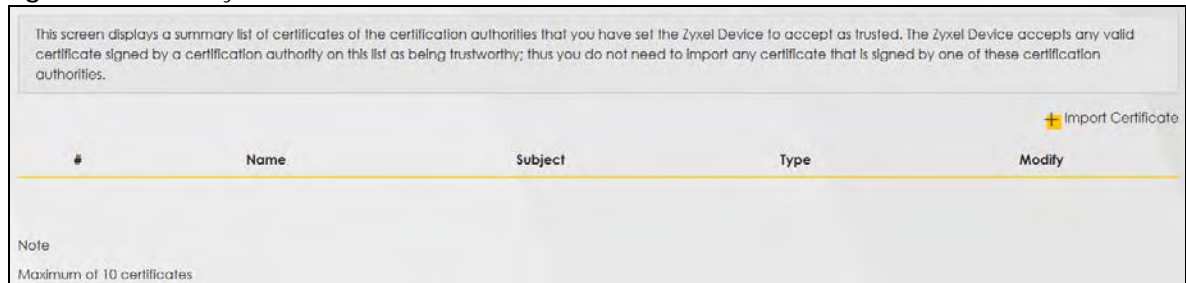 This screen displays a summary list of certificates of the certification authorities that you have set the Zyxel Device to accept as trusted. The Zyxel Device accepts any valid
certificate signed by a certification authority on this list as being trustworthy; thus you do not need to import any certificate that is signed by one of these certification
authorities.
+ Import Certificate
# Name Subject Type Modify
Note
Maximum of 10 certificates